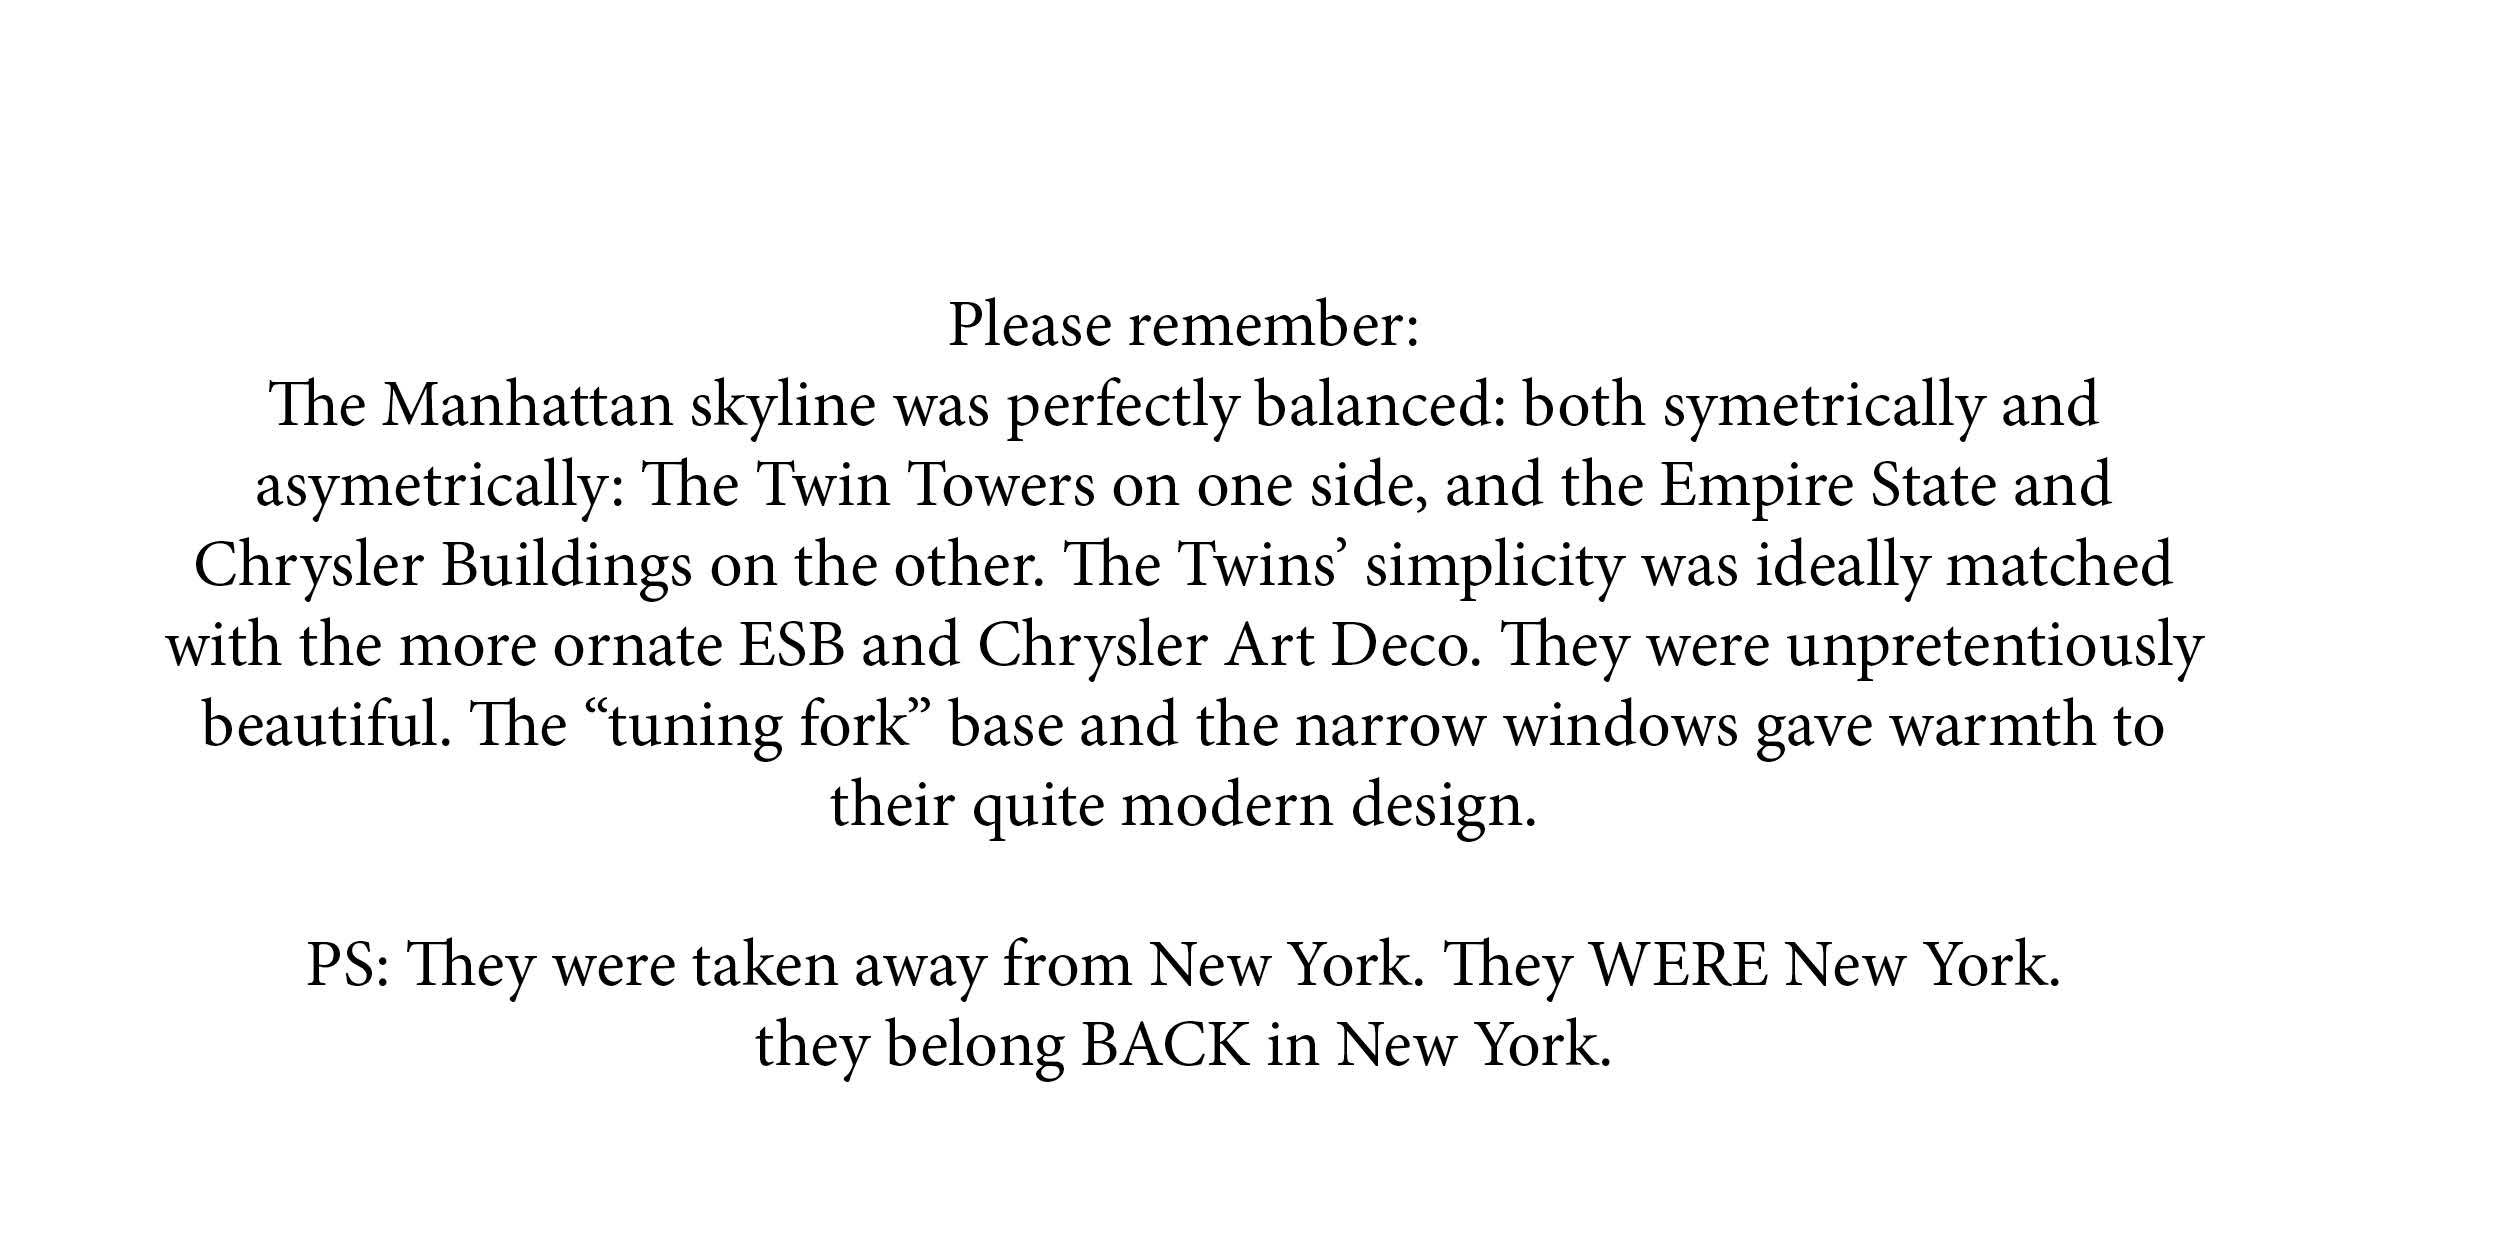 Please remember:
The Manhattan skyline was perfectly balanced: both symetrically and
asymetrically: The Twin Towers on one side, and the Empire State and
Chrysler Buildings on the other. The Twins’ simplicity was ideally matched
with the more ornate ESB and Chrysler Art Deco. They were unpretentiously
beautiful. The “tuning fork” base and the narrow windows gave warmth to
their quite modern design.
PS: They were taken away from New York. They WERE New York.
they belong BACK in New York.